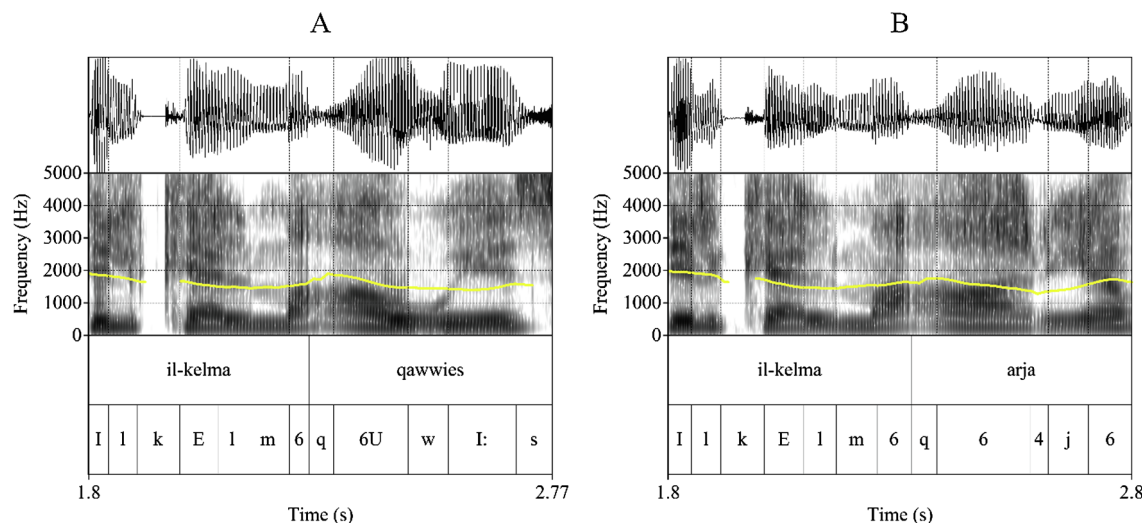 A
B
5000
4000
3000
2000
1000
0
Frequency (Hz)
il-kelma qawwies
I l k E l m 6 q 6U w I: s
1.8 2.77
Time (s)
5000
4000
3000
2000
1000
0
Frequency (Hz)
il-kelma arja
I l k E l m 6 q 6 4 j 6
1.8 2.8
Time (s)